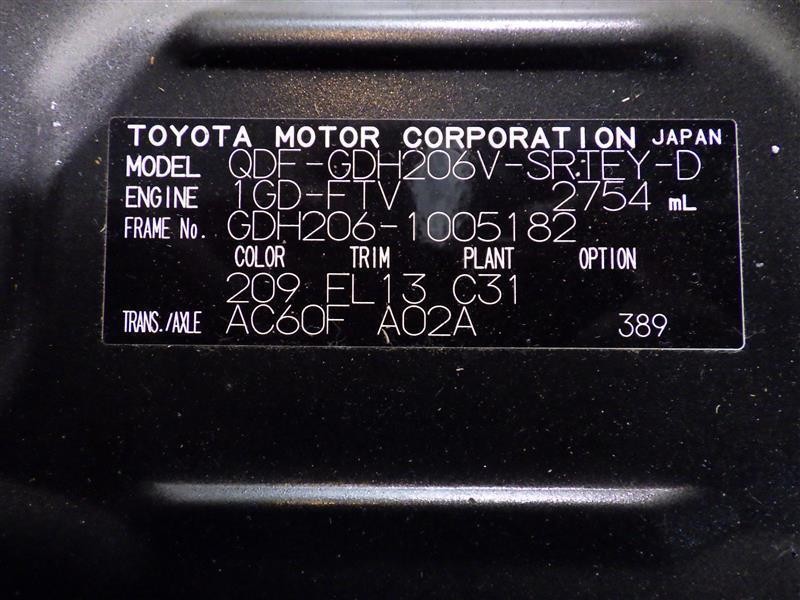 TOYOTA MOTOR CORPORATION JAPAN
MODEL QDF-GDH206V-SRTEY-D
ENGINE 1GD-FTV 2754 mL
FRAME No. GDH206-1005182
COLOR TRIM PLANT OPTION
209 FL13 C31
TRANS./AXLE AC60F A02A 389